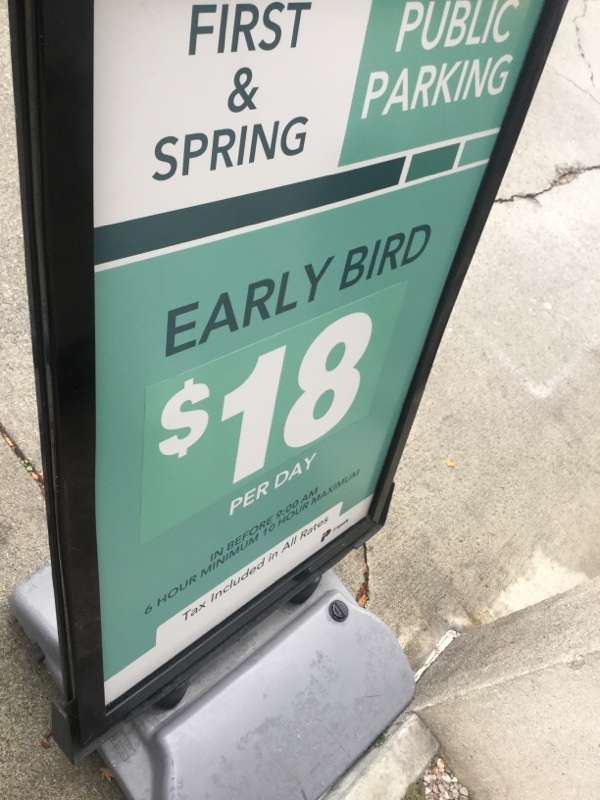 FIRST
&
SPRING
PUBLIC
PARKING
EARLY BIRD
$18
PER DAY
IN BEFORE 9:00 AM
6 HOUR MINIMUM 10 HOUR MAXIMUM
Tax Included in All Rates